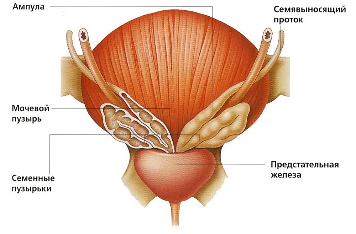 Ампула
Семявыносящий
проток
Мочевой
пузырь
Семенные
пузырьки
Предстательная
железа